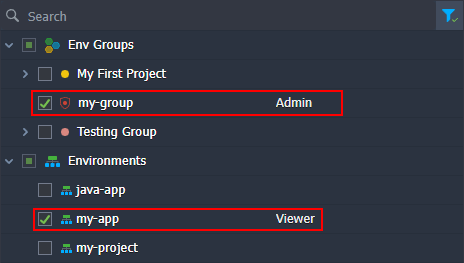 Search
Env Groups
My First Project
my-group Admin
Testing Group
Environments
java-app
my-app Viewer
my-project